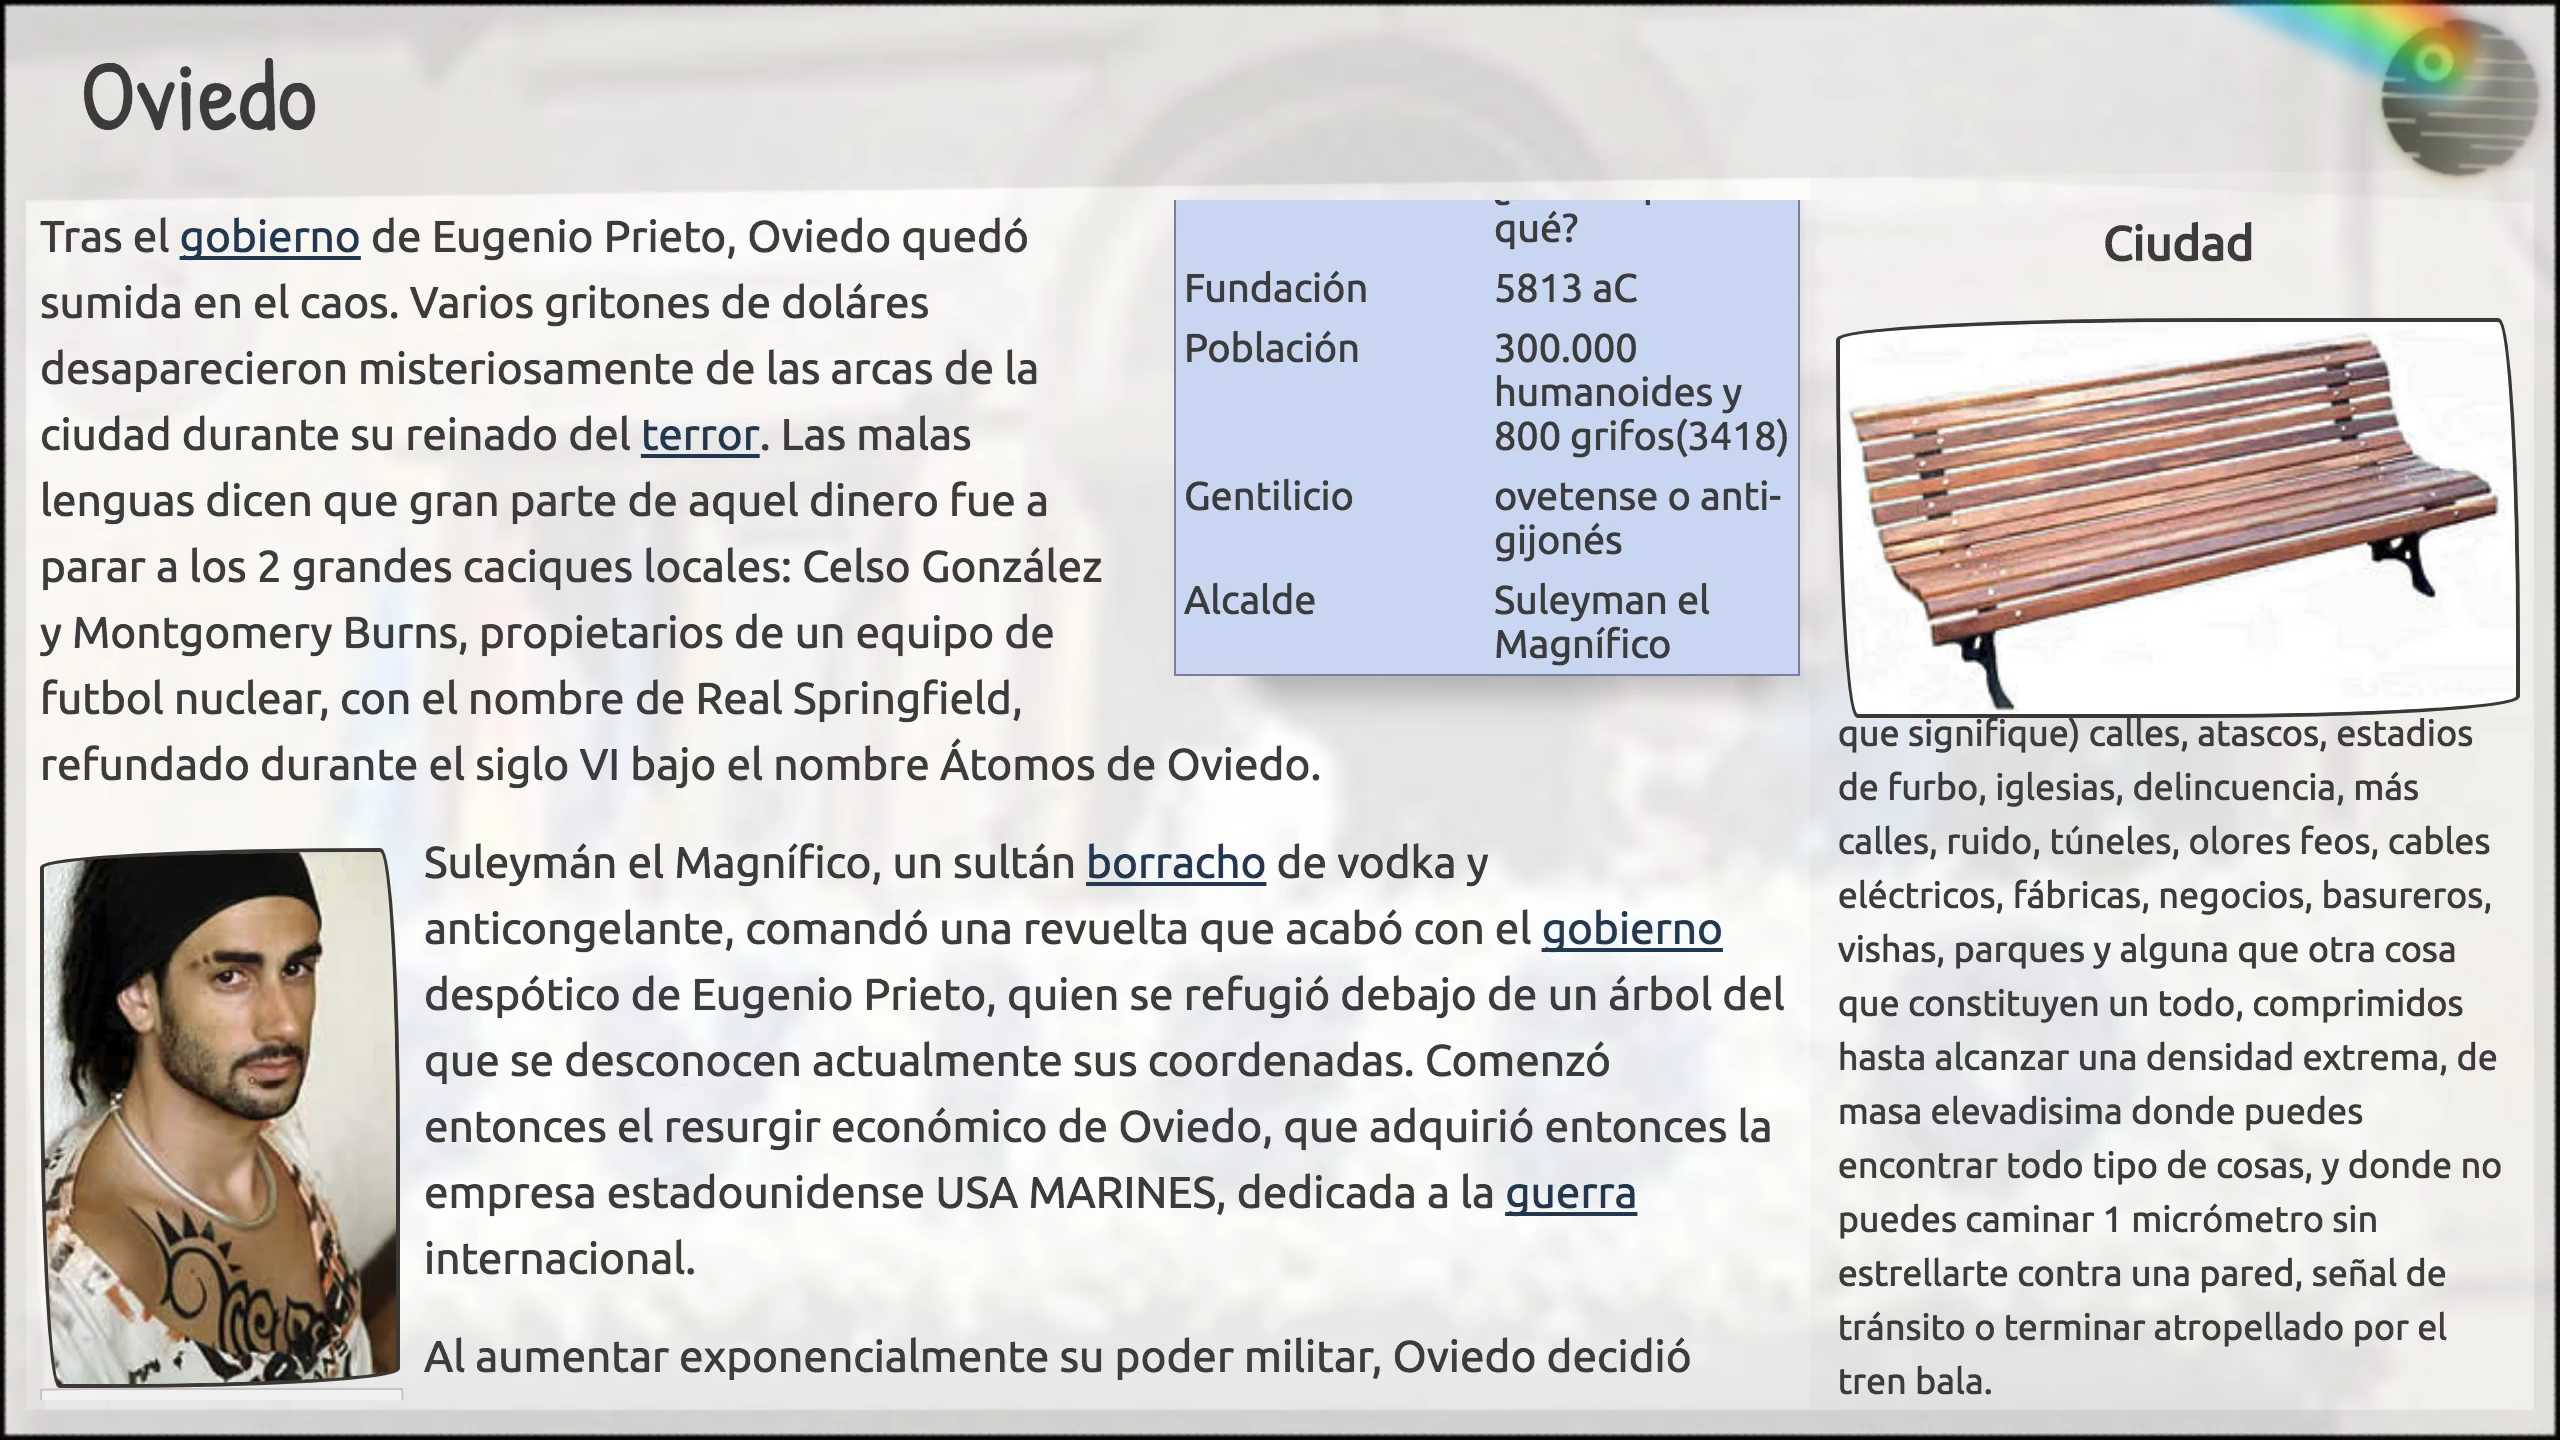 Oviedo
Tras el gobierno de Eugenio Prieto, Oviedo quedó
sumida en el caos. Varios gritones de doláres
desaparecieron misteriosamente de las arcas de la
ciudad durante su reinado del terror. Las malas
lenguas dicen que gran parte de aquel dinero fue a
parar a los 2 grandes caciques locales: Celso González
y Montgomery Burns, propietarios de un equipo de
futbol nuclear, con el nombre de Real Springfield,
refundado durante el siglo VI bajo el nombre Átomos de Oviedo.
Suleymán el Magnífico, un sultán borracho de vodka y
anticongelante, comandó una revuelta que acabó con el gobierno
despótico de Eugenio Prieto, quien se refugió debajo de un árbol del
que se desconocen actualmente sus coordenadas. Comenzó
entonces el resurgir económico de Oviedo, que adquirió entonces la
empresa estadounidense USA MARINES, dedicada a la guerra
internacional.
Al aumentar exponencialmente su poder militar, Oviedo decidió
qué?
Fundación 5813 aC
Población 300.000
humanoides y
800 grifos(3418)
Gentilicio ovetense o anti-
gijonés
Alcalde Suleyman el
Magnífico
Ciudad
que signifique) calles, atascos, estadios
de furbo, iglesias, delincuencia, más
calles, ruido, túneles, olores feos, cables
eléctricos, fábricas, negocios, basureros,
vishas, parques y alguna que otra cosa
que constituyen un todo, comprimidos
hasta alcanzar una densidad extrema, de
masa elevadisima donde puedes
encontrar todo tipo de cosas, y donde no
puedes caminar 1 micrómetro sin
estrellarte contra una pared, señal de
tránsito o terminar atropellado por el
tren bala.